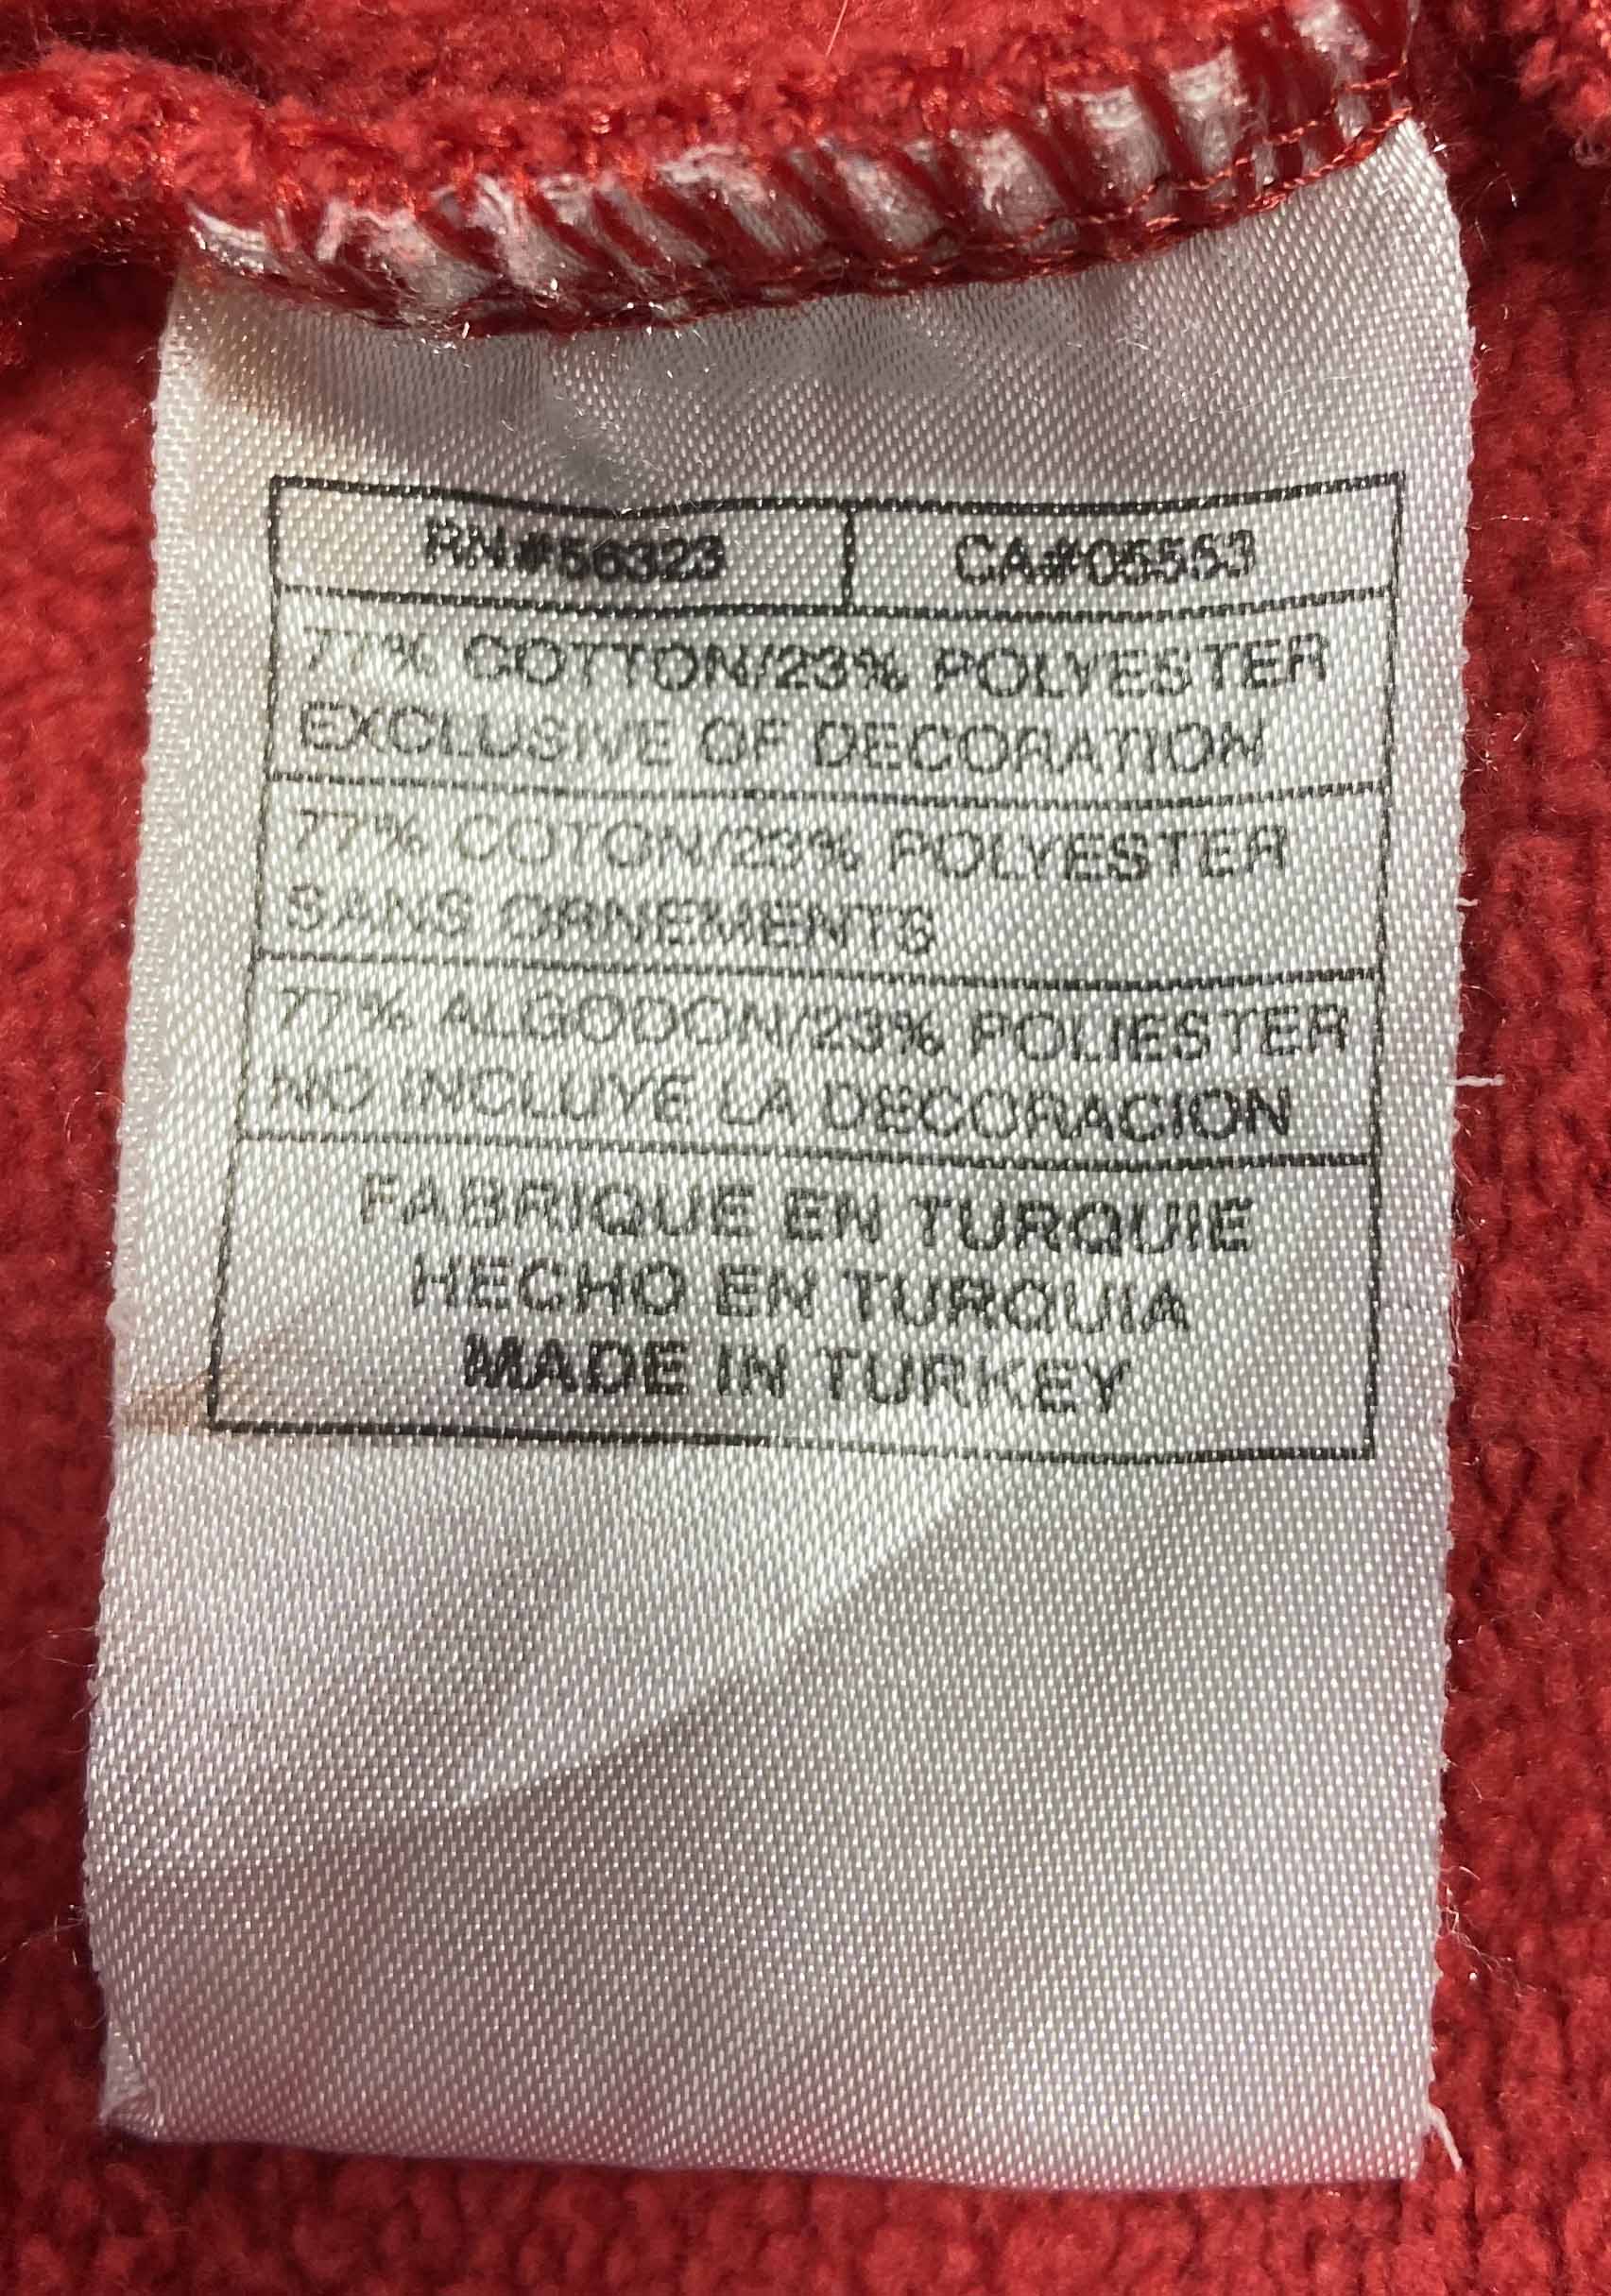 RN#56323 CA#05553
77% COTTON/23% POLYESTER
EXCLUSIVE OF DECORATION
77% COTON/23% POLYESTER
SANS ORNEMENTS
77% ALGODON/23% POLIESTER
NO INCLUYE LA DECORACION
FABRIQUE EN TURQUIE
HECHO EN TURQUIA
MADE IN TURKEY